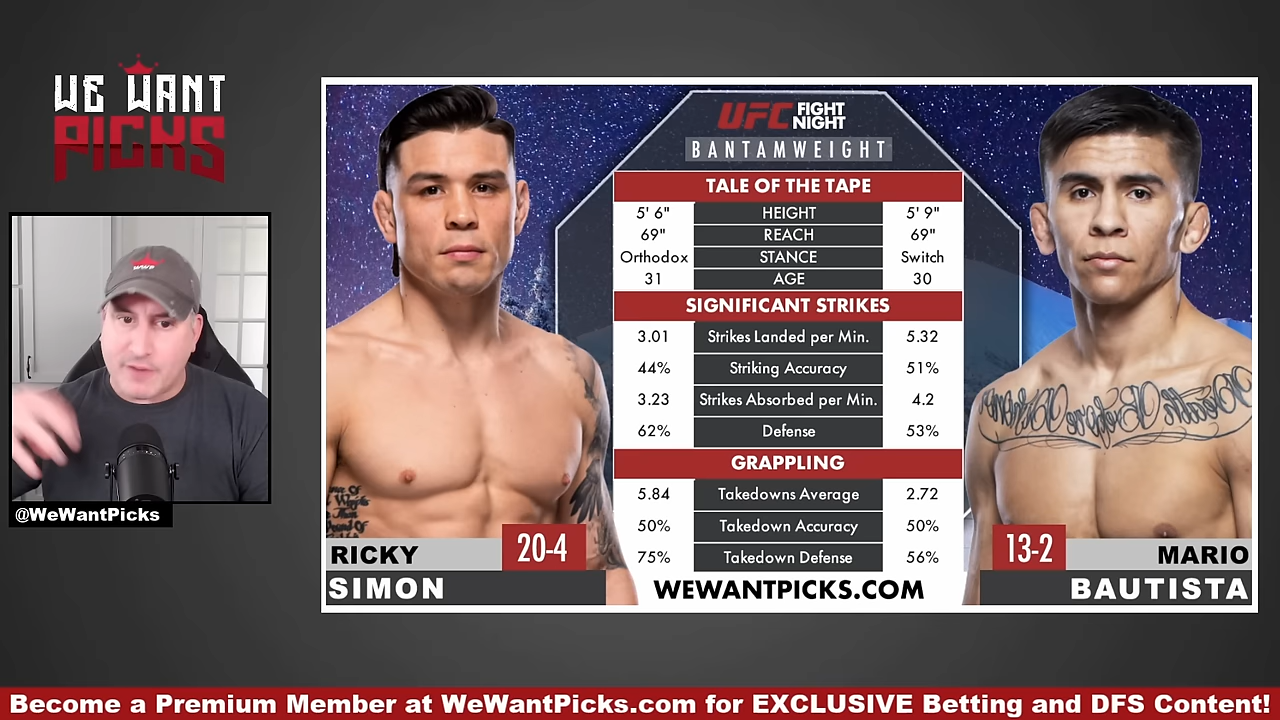 WE WANT
PICKS
WWP
@WeWantPicks
UFC FIGHT NIGHT
BANTAMWEIGHT
TALE OF THE TAPE
5' 6" HEIGHT 5' 9"
69" REACH 69"
Orthodox STANCE Switch
31 AGE 30
SIGNIFICANT STRIKES
3.01 Strikes Landed per Min. 5.32
44% Striking Accuracy 51%
3.23 Strikes Absorbed per Min. 4.2
62% Defense 53%
GRAPPLING
5.84 Takedowns Average 2.72
50% Takedown Accuracy 50%
75% Takedown Defense 56%
WEWANTPICKS.COM
RICKY 20-4
SIMON
13-2 MARIO
BAUTISTA
Death Before Dishonor
Become a Premium Member at WeWantPicks.com for EXCLUSIVE Betting and DFS Content!